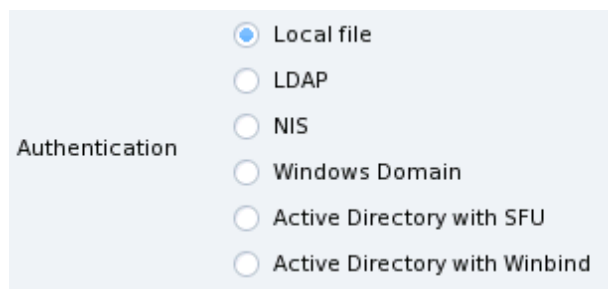 Authentication
Local file
LDAP
NIS
Windows Domain
Active Directory with SFU
Active Directory with Winbind